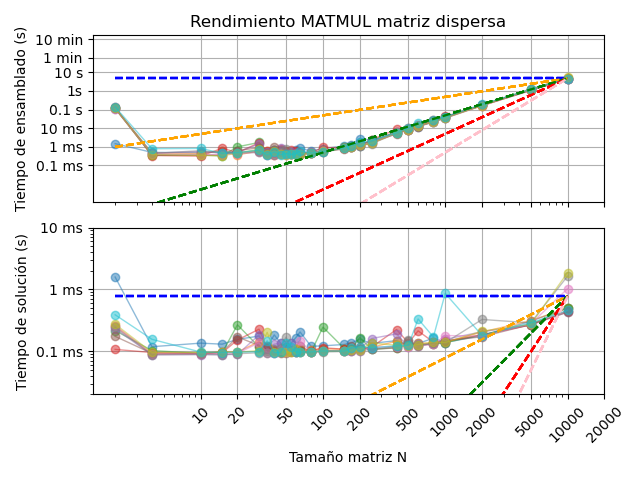 Rendimiento MATMUL matriz dispersa
Tiempo de ensamblado (s)
10 min
1 min
10 s
1s
0.1 s
10 ms
1 ms
0.1 ms
Tiempo de solución (s)
10 ms
1 ms
0.1 ms
10
20
50
100
200
500
1000
2000
5000
10000
20000
Tamaño matriz N